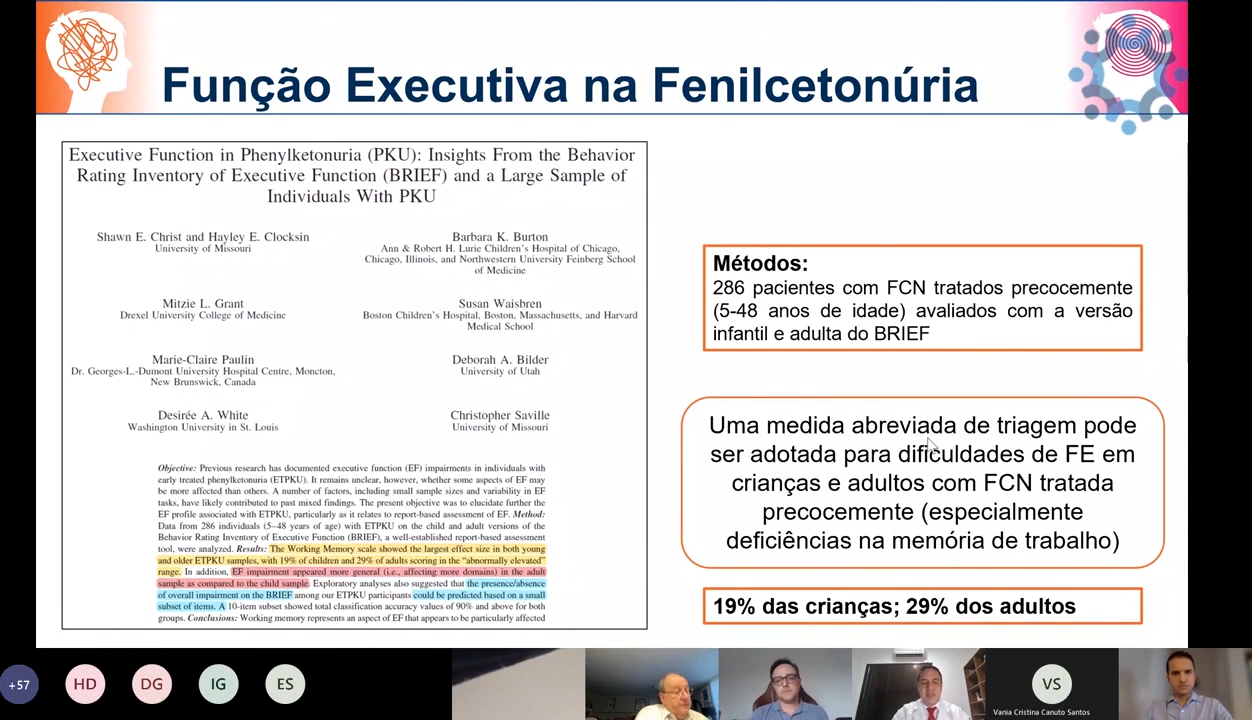 Função Executiva na Fenilcetonúria
Executive Function in Phenylketonuria (PKU): Insights From the Behavior
Rating Inventory of Executive Function (BRIEF) and a Large Sample of
Individuals With PKU
Shawn E. Christ and Hayley E. Clocksin
University of Missouri
Barbara K. Burton
Ann & Robert H. Lurie Children's Hospital of Chicago,
Chicago, Illinois, and Northwestern University Feinberg School
of Medicine
Mitzie L. Grant
Drexel University College of Medicine
Susan Waisbren
Boston Children's Hospital, Boston, Massachusetts, and Harvard
Medical School
Marie-Claire Paulin
Dr. Georges-L.-Dumont University Hospital Centre, Moncton,
New Brunswick, Canada
Deborah A. Bilder
University of Utah
Desirée A. White
Washington University in St. Louis
Christopher Saville
University of Missouri
Objective: Previous research has documented executive function (EF) impairments in individuals with
early treated phenylketonuria (ETPKU). It remains unclear, however, whether some aspects of EF may
be more affected than others. A number of factors, including small sample sizes and variability in EF
tasks, have likely contributed to past mixed findings. The present objective was to elucidate further the
EF profile associated with ETPKU, particularly as it relates to report-based assessment of EF. Method:
Data from 286 individuals (5–48 years of age) with ETPKU on the child and adult versions of the
Behavior Rating Inventory of Executive Function (BRIEF), a well-established report-based assessment
tool, were analyzed. Results: The Working Memory scale showed the largest effect size in both young
and older ETPKU samples, with 19% of children and 29% of adults scoring in the "abnormally elevated"
range. In addition, EF impairment appeared more general (i.e., affecting more domains) in the adult
sample as compared to the child sample. Exploratory analyses also suggested that the presence/absence
of overall impairment on the BRIEF among our ETPKU participants could be predicted based on a small
subset of items. A 10-item subset showed total classification accuracy values of 90% and above for both
groups. Conclusions: Working memory represents an aspect of EF that appears to be particularly affected
Métodos:
286 pacientes com FCN tratados precocemente
(5-48 anos de idade) avaliados com a versão
infantil e adulta do BRIEF
Uma medida abreviada de triagem pode
ser adotada para dificuldades de FE em
crianças e adultos com FCN tratada
precocemente (especialmente
deficiências na memória de trabalho)
19% das crianças; 29% dos adultos
+57
HD
DG
IG
ES
VS
Vania Cristina Canuto Santos